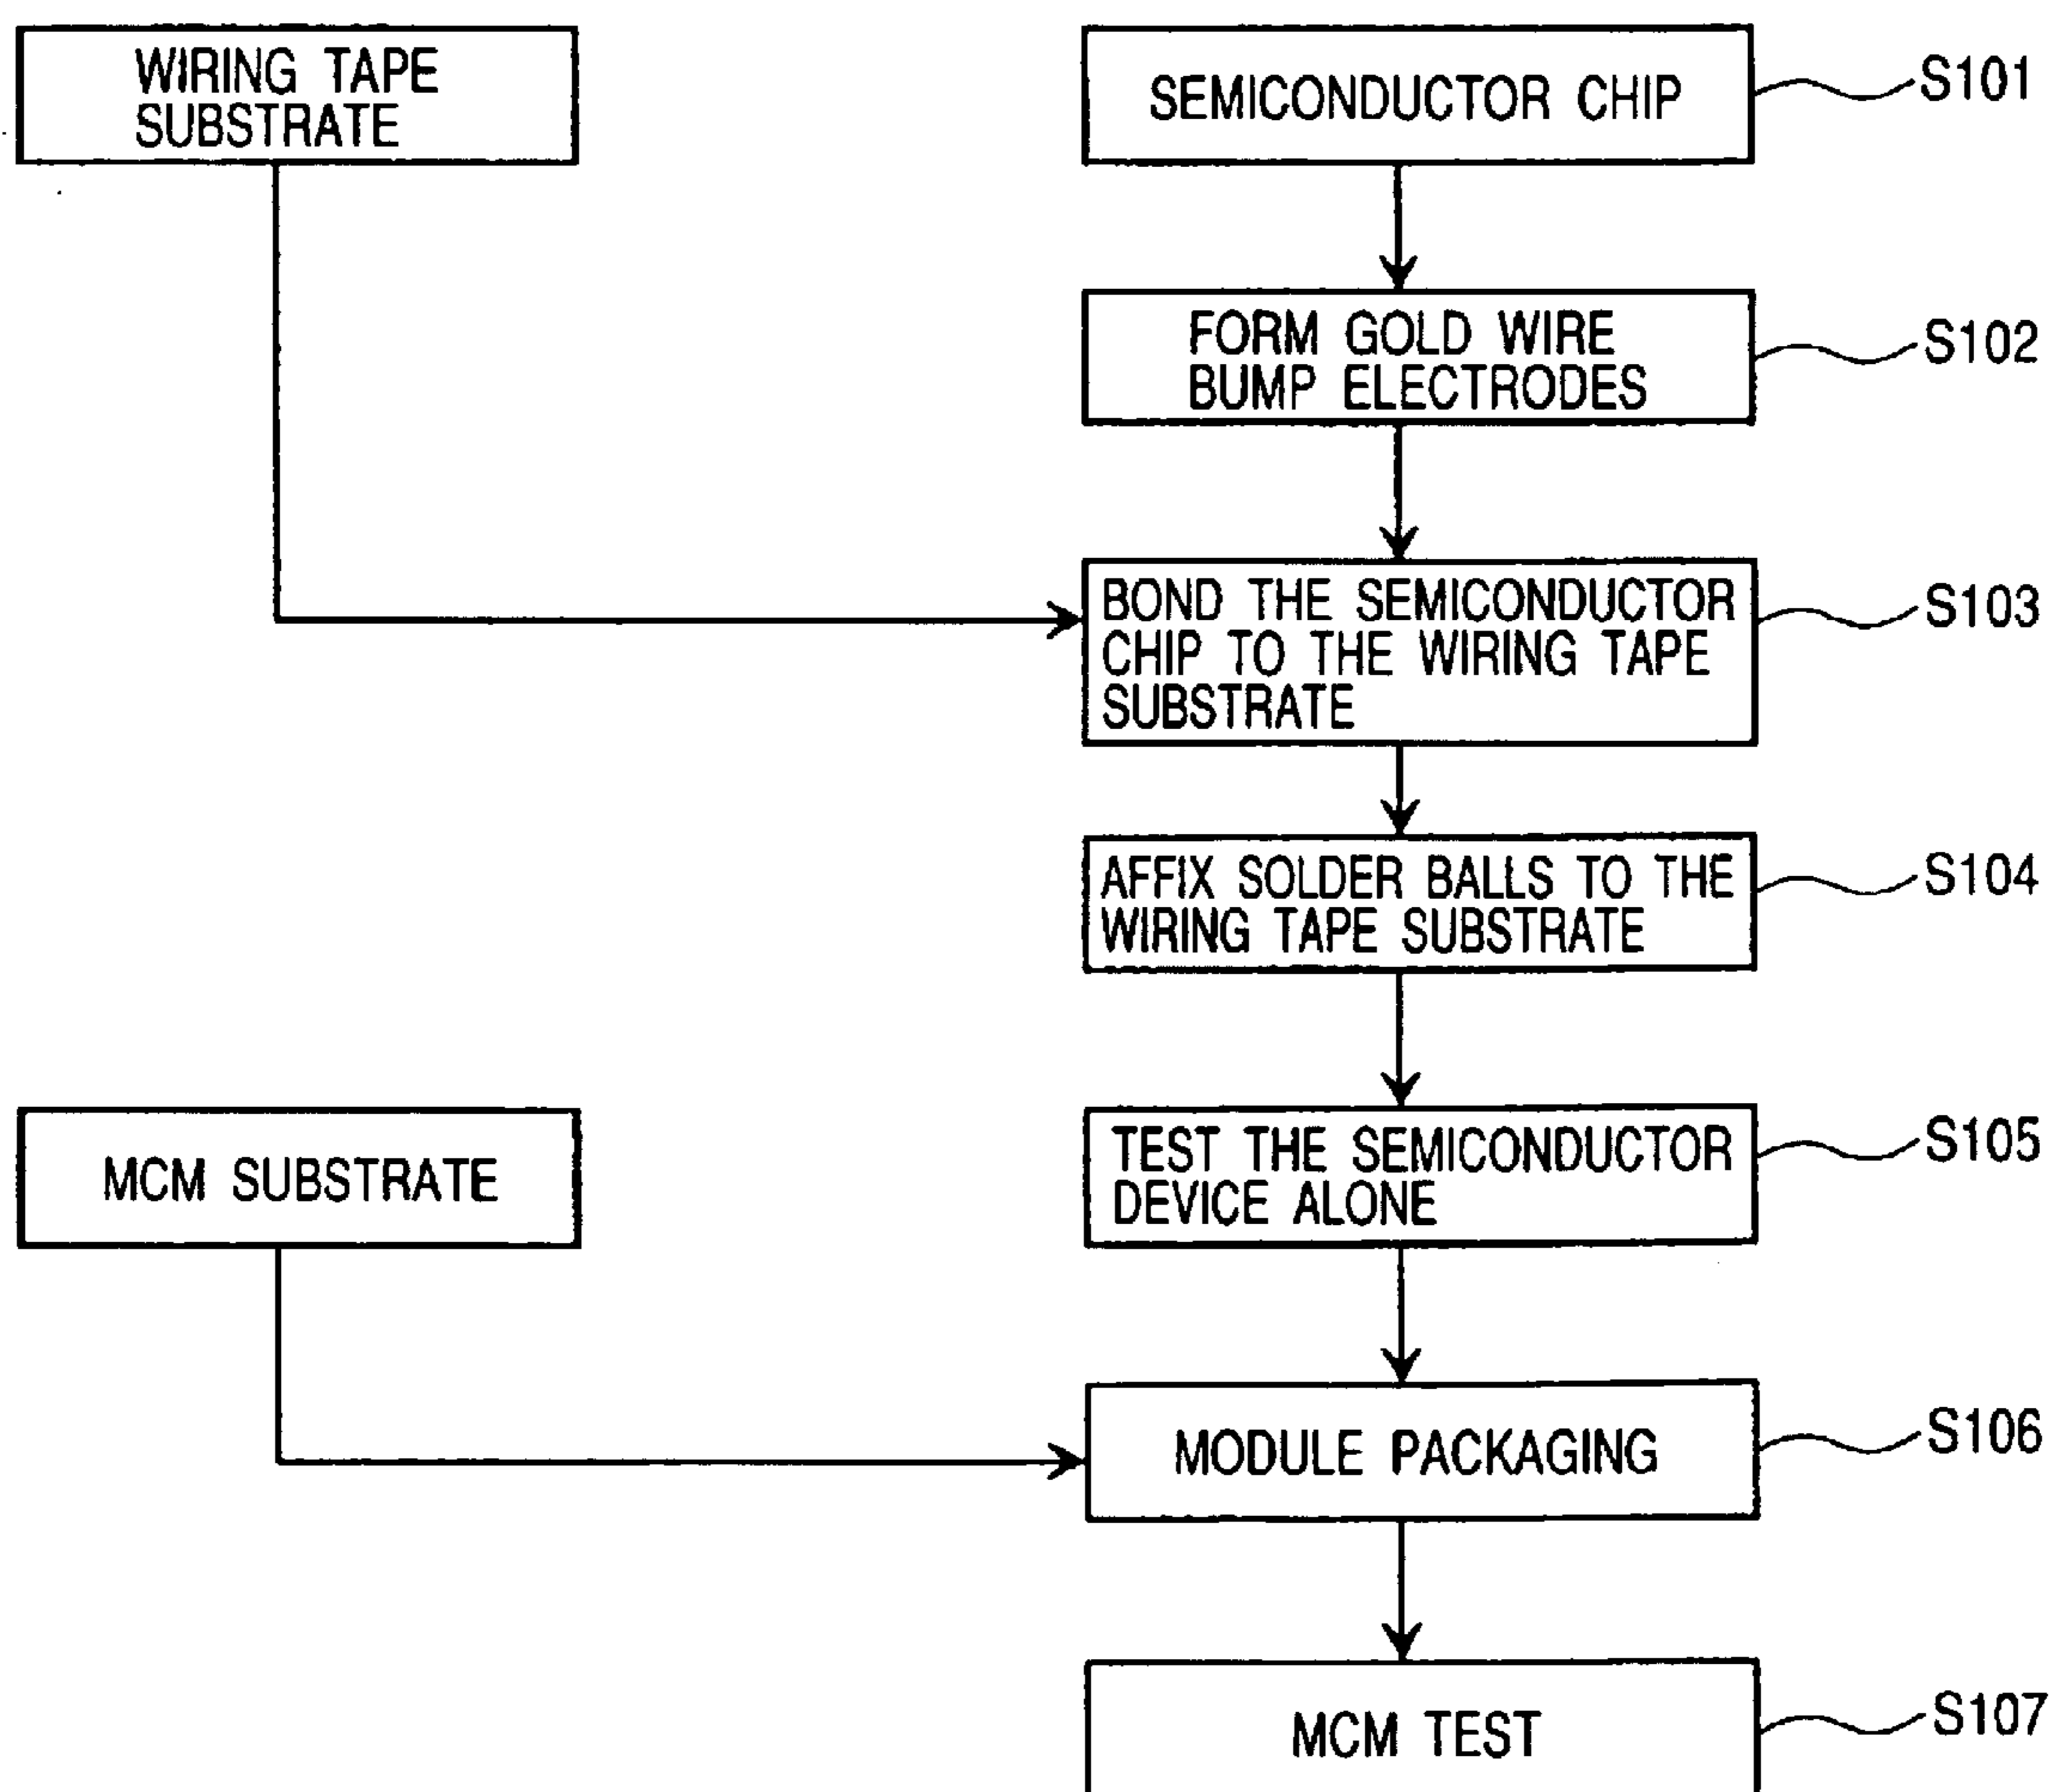 WIRING TAPE
SUBSTRATE
SEMICONDUCTOR CHIP
S101
FORM GOLD WIRE
BUMP ELECTRODES
S102
BOND THE SEMICONDUCTOR
CHIP TO THE WIRING TAPE
SUBSTRATE
S103
AFFIX SOLDER BALLS TO THE
WIRING TAPE SUBSTRATE
S104
TEST THE SEMICONDUCTOR
DEVICE ALONE
S105
MCM SUBSTRATE
MODULE PACKAGING
S106
MCM TEST
S107